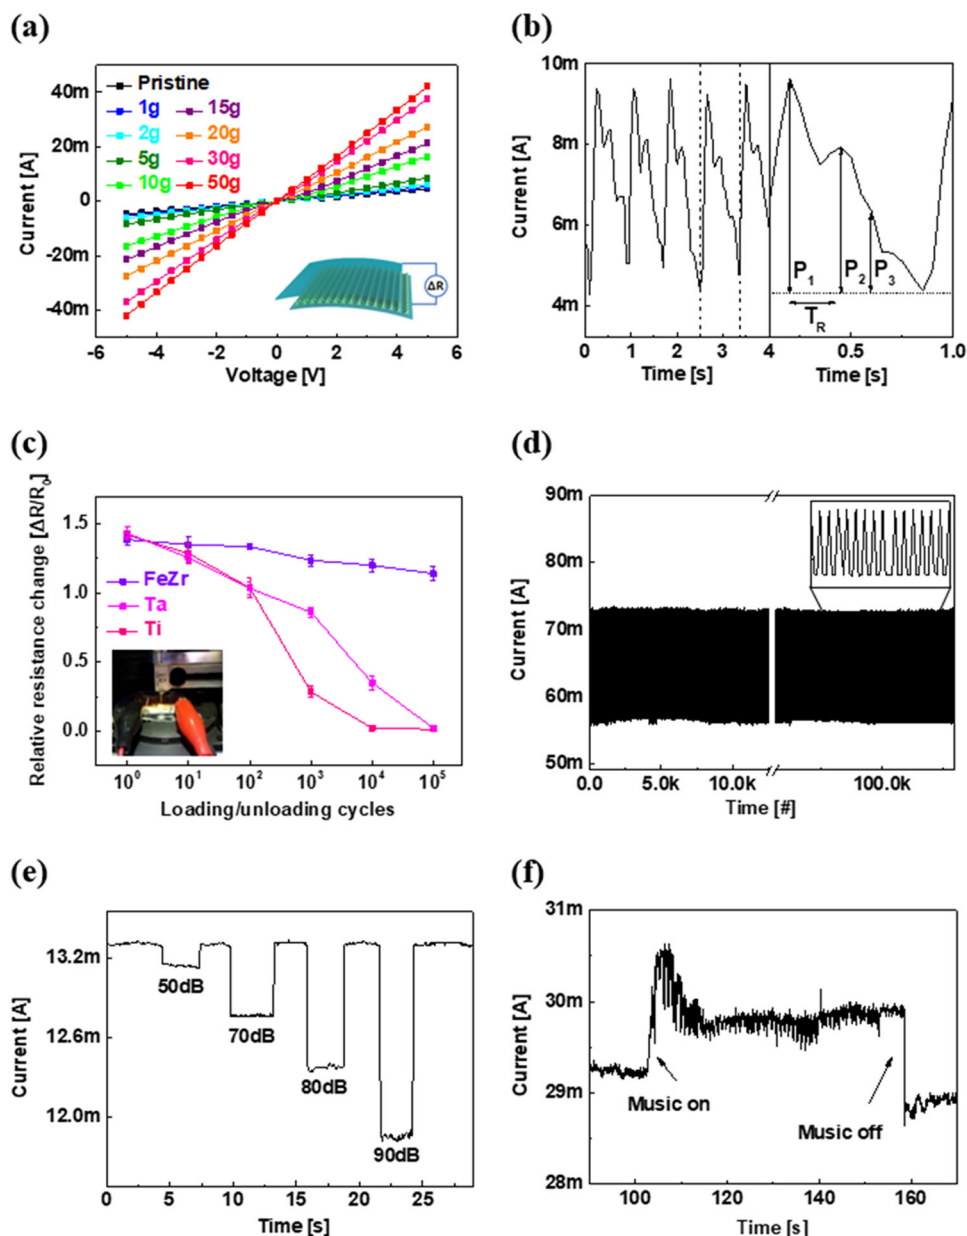 (a)
40m
20m
0
-20m
-40m
Current [A]
Pristine
1g
15g
2g
20g
5g
30g
10g
50g
ΔR
-6
-4
-2
0
2
4
6
Voltage [V]
(b)
10m
8m
6m
4m
Current [A]
P1
P2
P3
TR
0
1
2
3
4
0.5
1.0
Time [s]
Time [s]
(c)
Relative resistance change [ΔR/R0]
1.5
1.0
0.5
0.0
FeZr
Ta
Ti
10^0
10^1
10^2
10^3
10^4
10^5
Loading/unloading cycles
(d)
90m
80m
70m
60m
50m
Current [A]
0.0
5.0k
10.0k
100.0k
Time [#]
(e)
13.2m
12.6m
12.0m
Current [A]
50dB
70dB
80dB
90dB
0
5
10
15
20
25
Time [s]
(f)
31m
30m
29m
28m
Current [A]
Music on
Music off
100
120
140
160
Time [s]